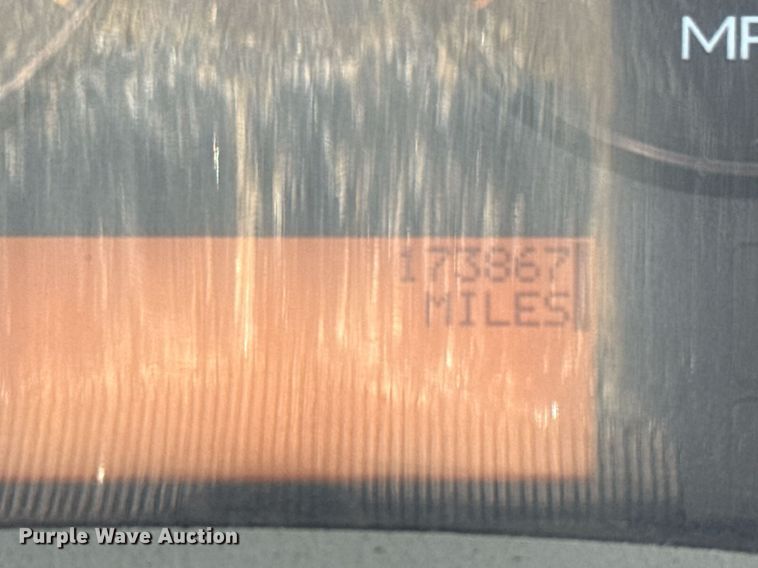 MP
173867
MILES
Purple Wave Auction